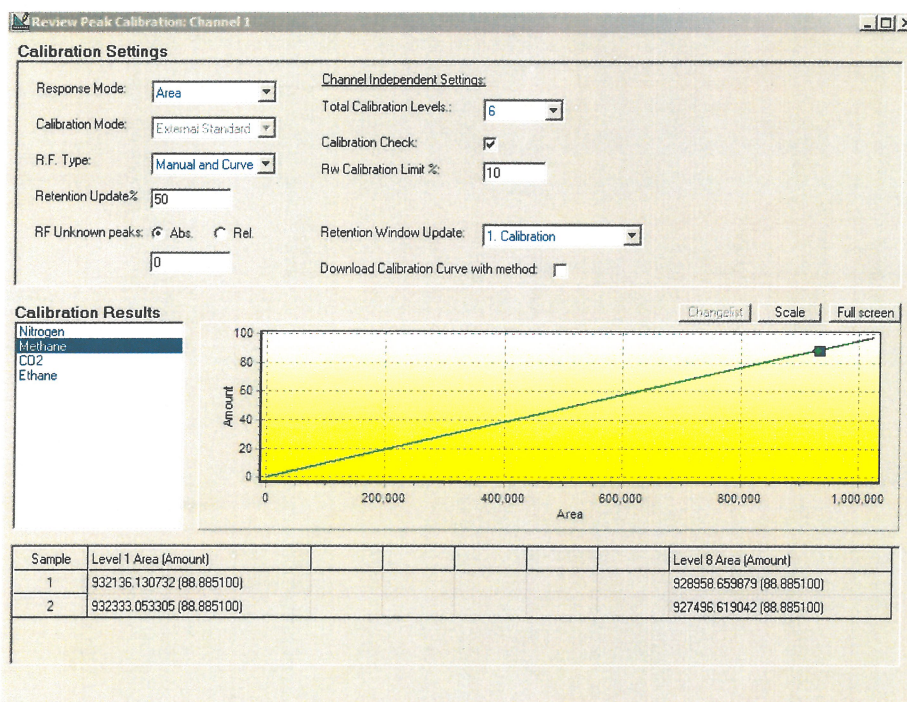 Review Peak Calibration: Channel 1
Calibration Settings
Response Mode: Area
Calibration Mode: External Standard
R.F. Type: Manual and Curve
Retention Update% 50
RF Unknown peaks: Abs. Rel.
0
Channel Independent Settings:
Total Calibration Levels.: 6
Calibration Check:
Rw Calibration Limit %: 10
Retention Window Update: 1. Calibration
Download Calibration Curve with method:
Calibration Results
Changelist Scale Full screen
Nitrogen
Methane
CO2
Ethane
100
80
60
40
20
0
Amount
0 200,000 400,000 600,000 800,000 1,000,000
Area
Sample Level 1 Area (Amount) Level 8 Area (Amount)
1 932136.130732 (88.885100) 928958.659879 (88.885100)
2 932333.053305 (88.885100) 927496.619042 (88.885100)